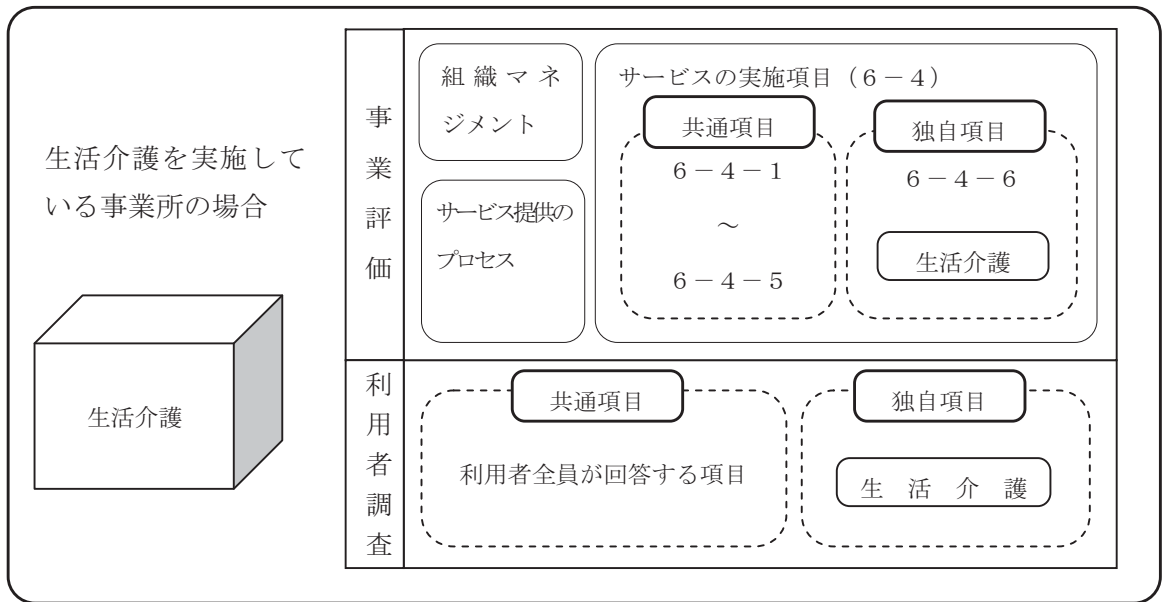 生活介護を実施して
いる事業所の場合
生活介護
事業評価
組織マネ
ジメント
サービス提供の
プロセス
サービスの実施項目（６－４）
共通項目
６－４－１
～
６－４－５
独自項目
６－４－６
生活介護
利用者調査
共通項目
利用者全員が回答する項目
独自項目
生活介護